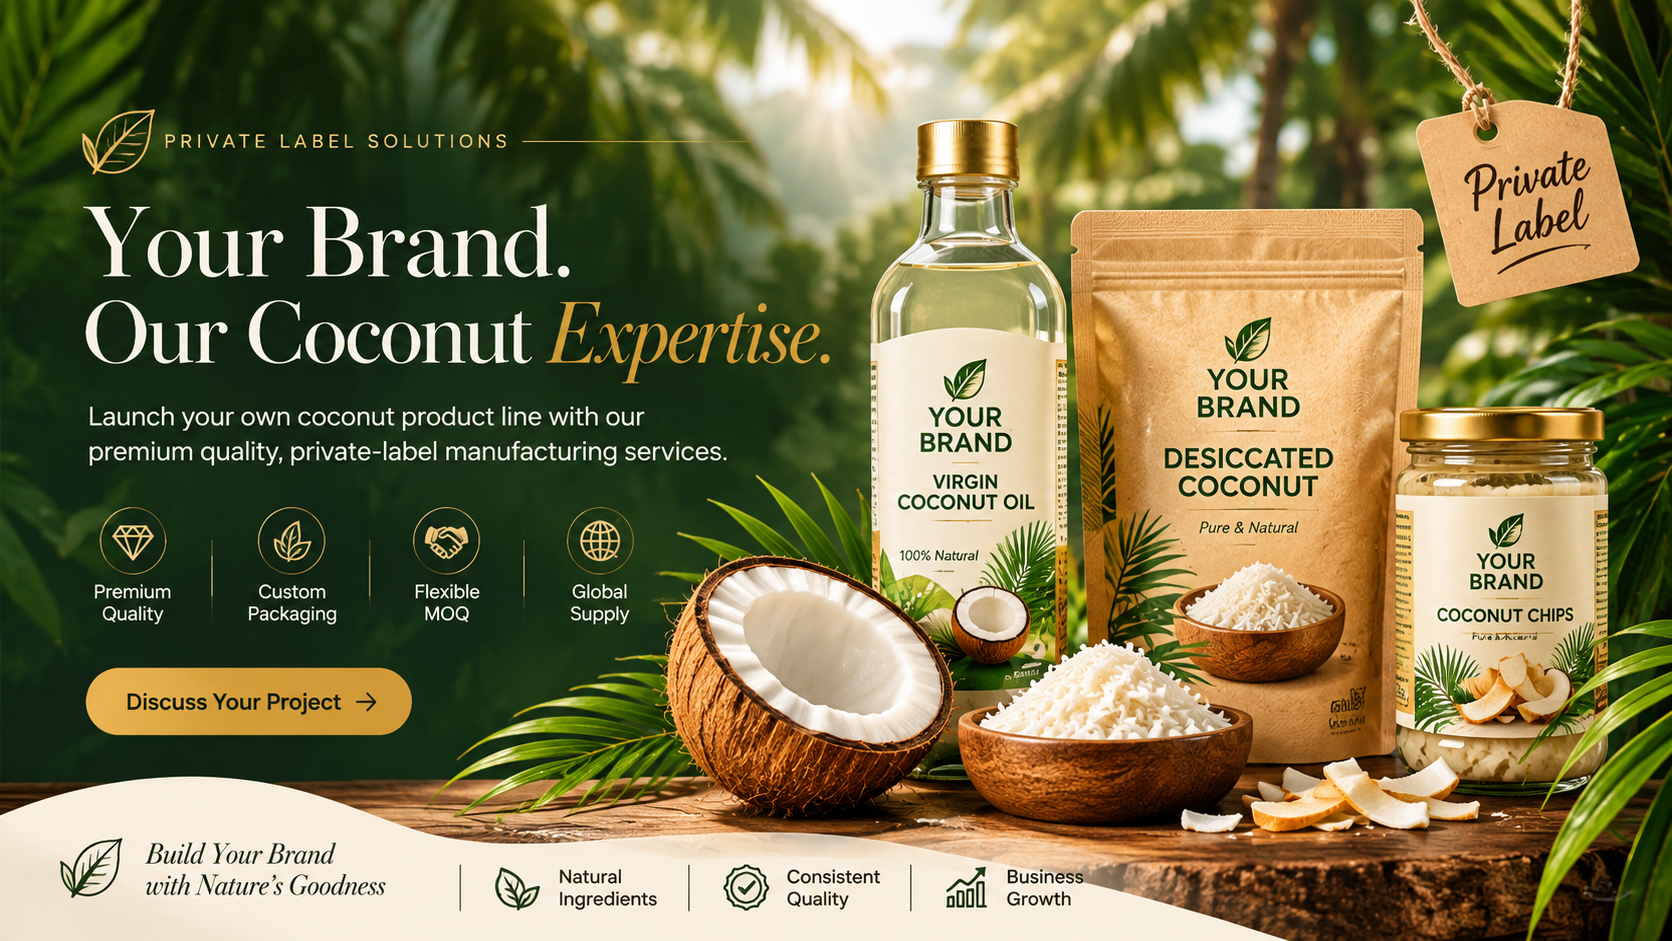 PRIVATE LABEL SOLUTIONS
Your Brand.
Our Coconut Expertise.
Launch your own coconut product line with our
premium quality, private-label manufacturing services.
Premium
Quality
Custom
Packaging
Flexible
MOQ
Global
Supply
Discuss Your Project
Build Your Brand
with Nature's Goodness
Natural
Ingredients
Consistent
Quality
Business
Growth
YOUR
BRAND
VIRGIN
COCONUT OIL
100% Natural
YOUR
BRAND
DESICCATED
COCONUT
Pure & Natural
YOUR
BRAND
COCONUT CHIPS
Private
Label